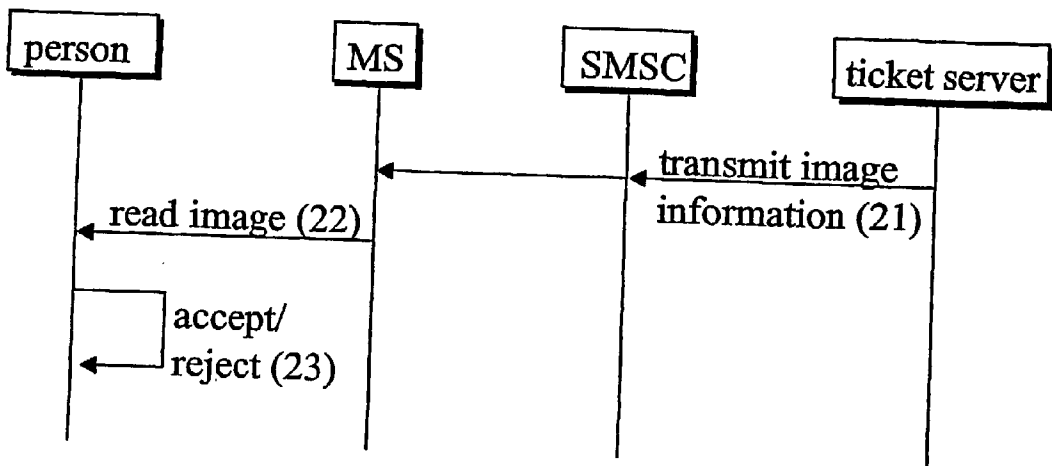 person
MS
SMSC
ticket server
transmit image
information (21)
read image (22)
accept/
reject (23)